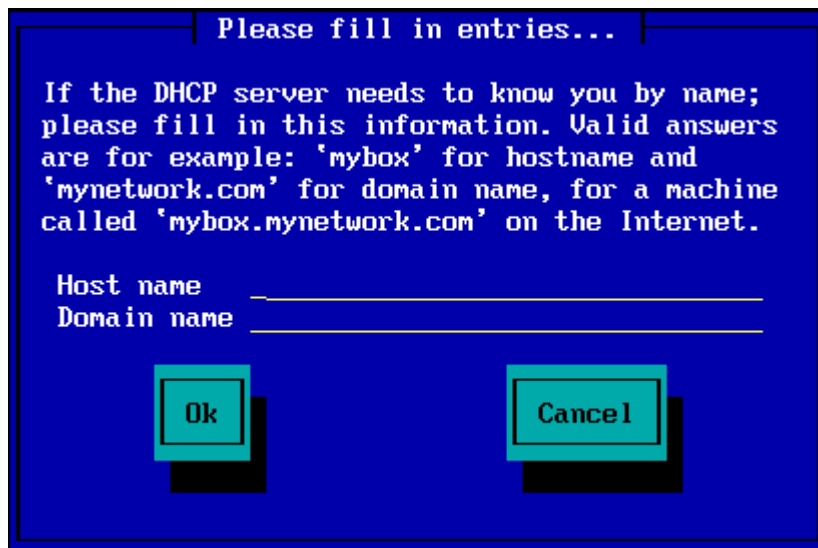 Please fill in entries...
If the DHCP server needs to know you by name;
please fill in this information. Valid answers
are for example: `mybox' for hostname and
`mynetwork.com' for domain name, for a machine
called `mybox.mynetwork.com' on the Internet.
Host name
Domain name
Ok Cancel